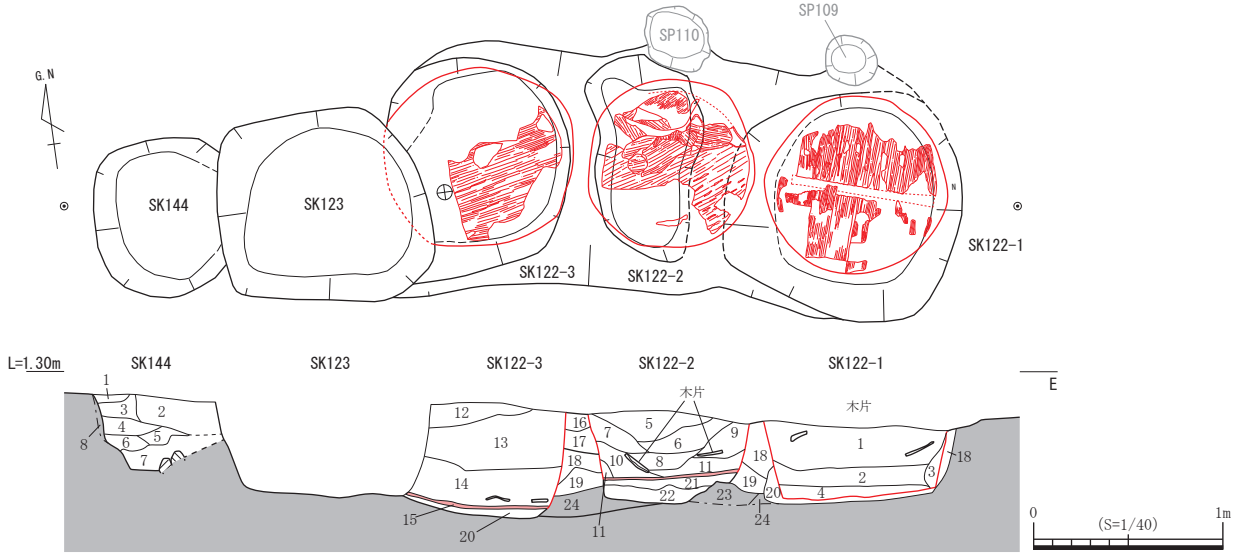 SP109
SP110
G.N
SK144
SK123
SK122-3
SK122-2
SK122-1
N
L=1.30m
SK144
SK123
SK122-3
SK122-2
SK122-1
E
木片
木片
1
2
3
4
5
6
7
8
12
13
14
15
20
16
17
18
19
24
5
6
7
8
9
10
11
11
21
22
23
24
18
19
20
1
2
3
4
18
0
(S=1/40)
1m